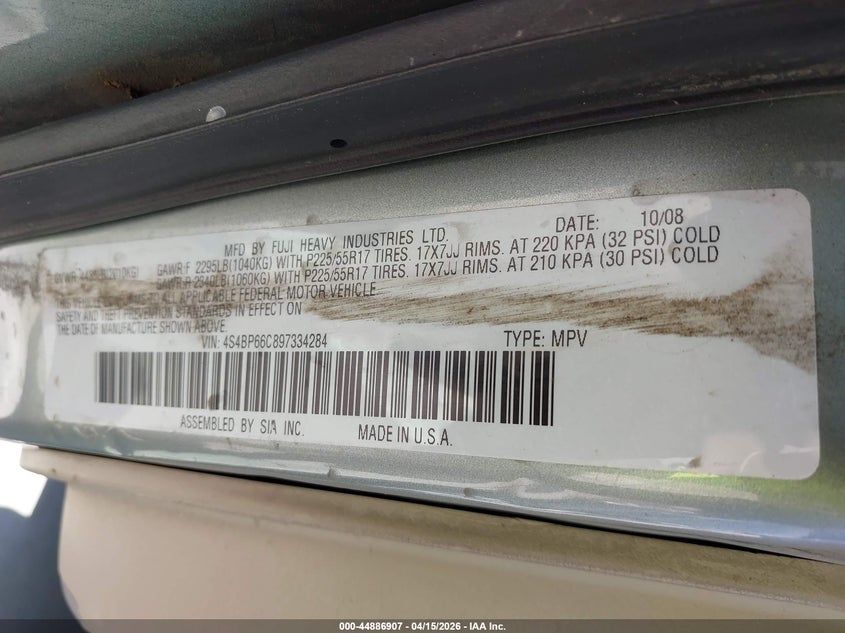 MFD BY FUJI HEAVY INDUSTRIES LTD. DATE: 10/08
GAWR:F 2295LB(1040KG) WITH P225/55R17 TIRES. 17X7JJ RIMS. AT 220 KPA (32 PSI) COLD
WITH P225/55R17 TIRES. 17X7JJ RIMS. AT 210 KPA (30 PSI) COLD
TO ALL APPLICABLE FEDERAL MOTOR VEHICLE
SAFETY AND THEFT PREVENTION STANDARDS IN EFFECT ON
THE DATE OF MANUFACTURE SHOWN ABOVE.
VIN: 4S4BP66C897334284 TYPE: MPV
ASSEMBLED BY SIA INC. MADE IN U.S.A.
000-44886907 - 04/15/2026 - IAA Inc.